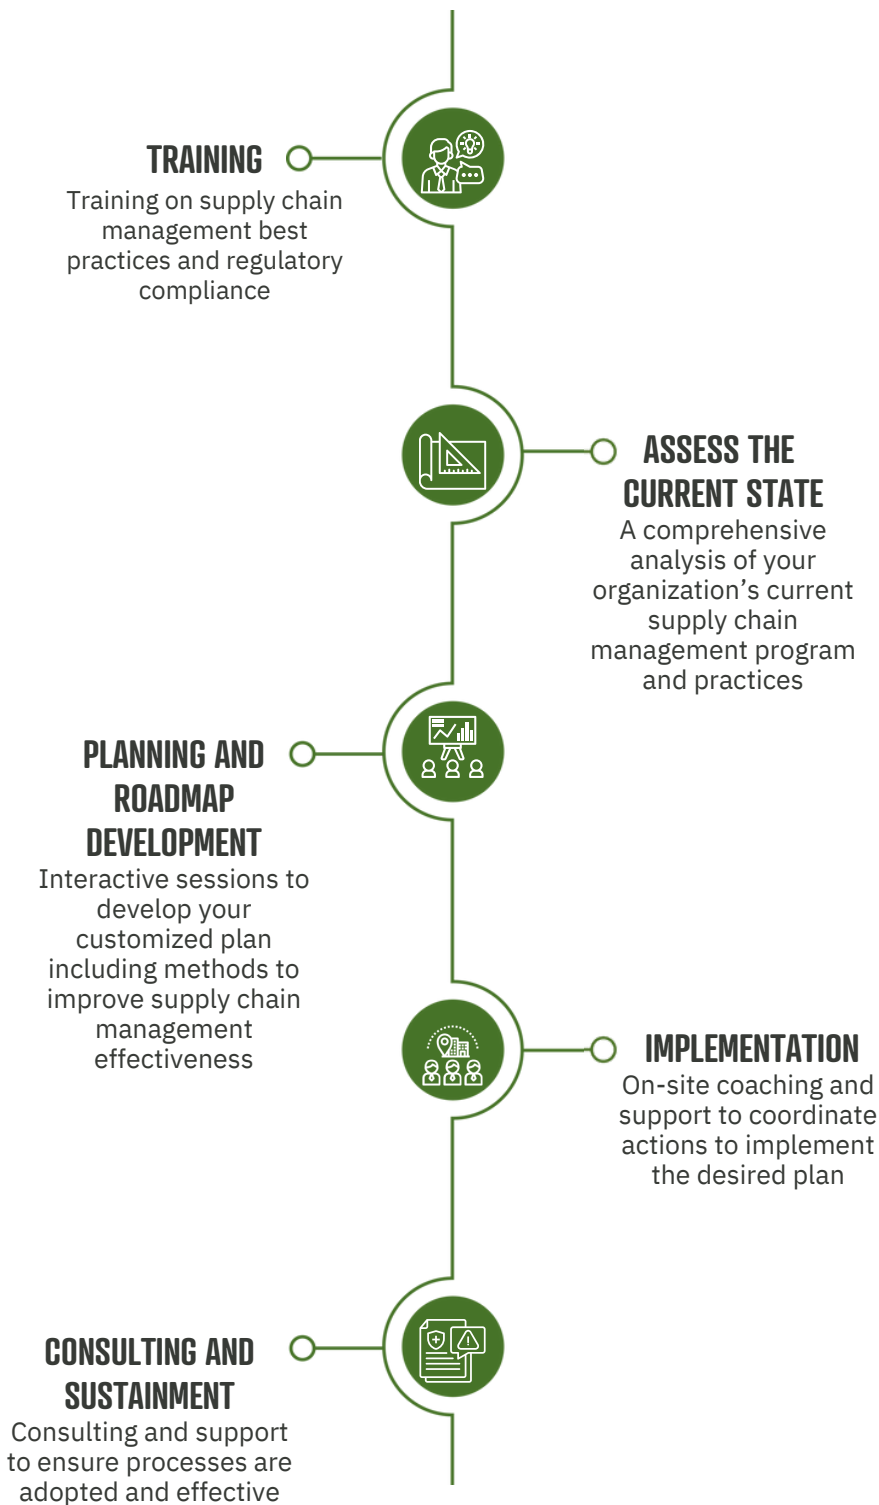 TRAINING
Training on supply chain
management best
practices and regulatory
compliance
ASSESS THE
CURRENT STATE
A comprehensive
analysis of your
organization’s current
supply chain
management program
and practices
PLANNING AND
ROADMAP
DEVELOPMENT
Interactive sessions to
develop your
customized plan
including methods to
improve supply chain
management
effectiveness
IMPLEMENTATION
On-site coaching and
support to coordinate
actions to implement
the desired plan
CONSULTING AND
SUSTAINMENT
Consulting and support
to ensure processes are
adopted and effective